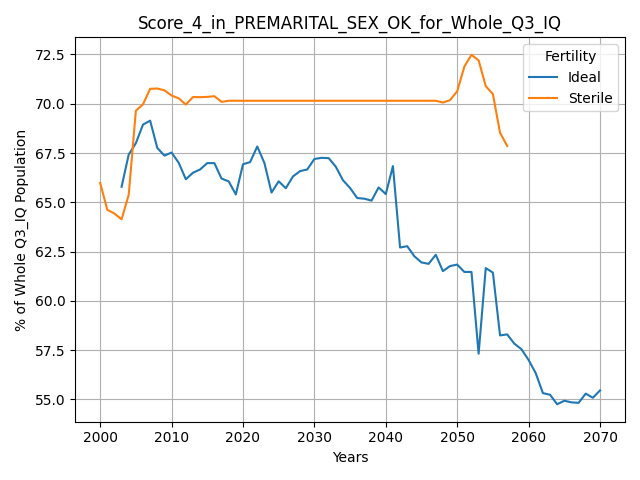 Score_4_in_PREMARITAL_SEX_OK_for_Whole_Q3_IQ
% of Whole Q3_IQ Population
72.5
70.0
67.5
65.0
62.5
60.0
57.5
55.0
Fertility
Ideal
Sterile
2000 2010 2020 2030 2040 2050 2060 2070
Years